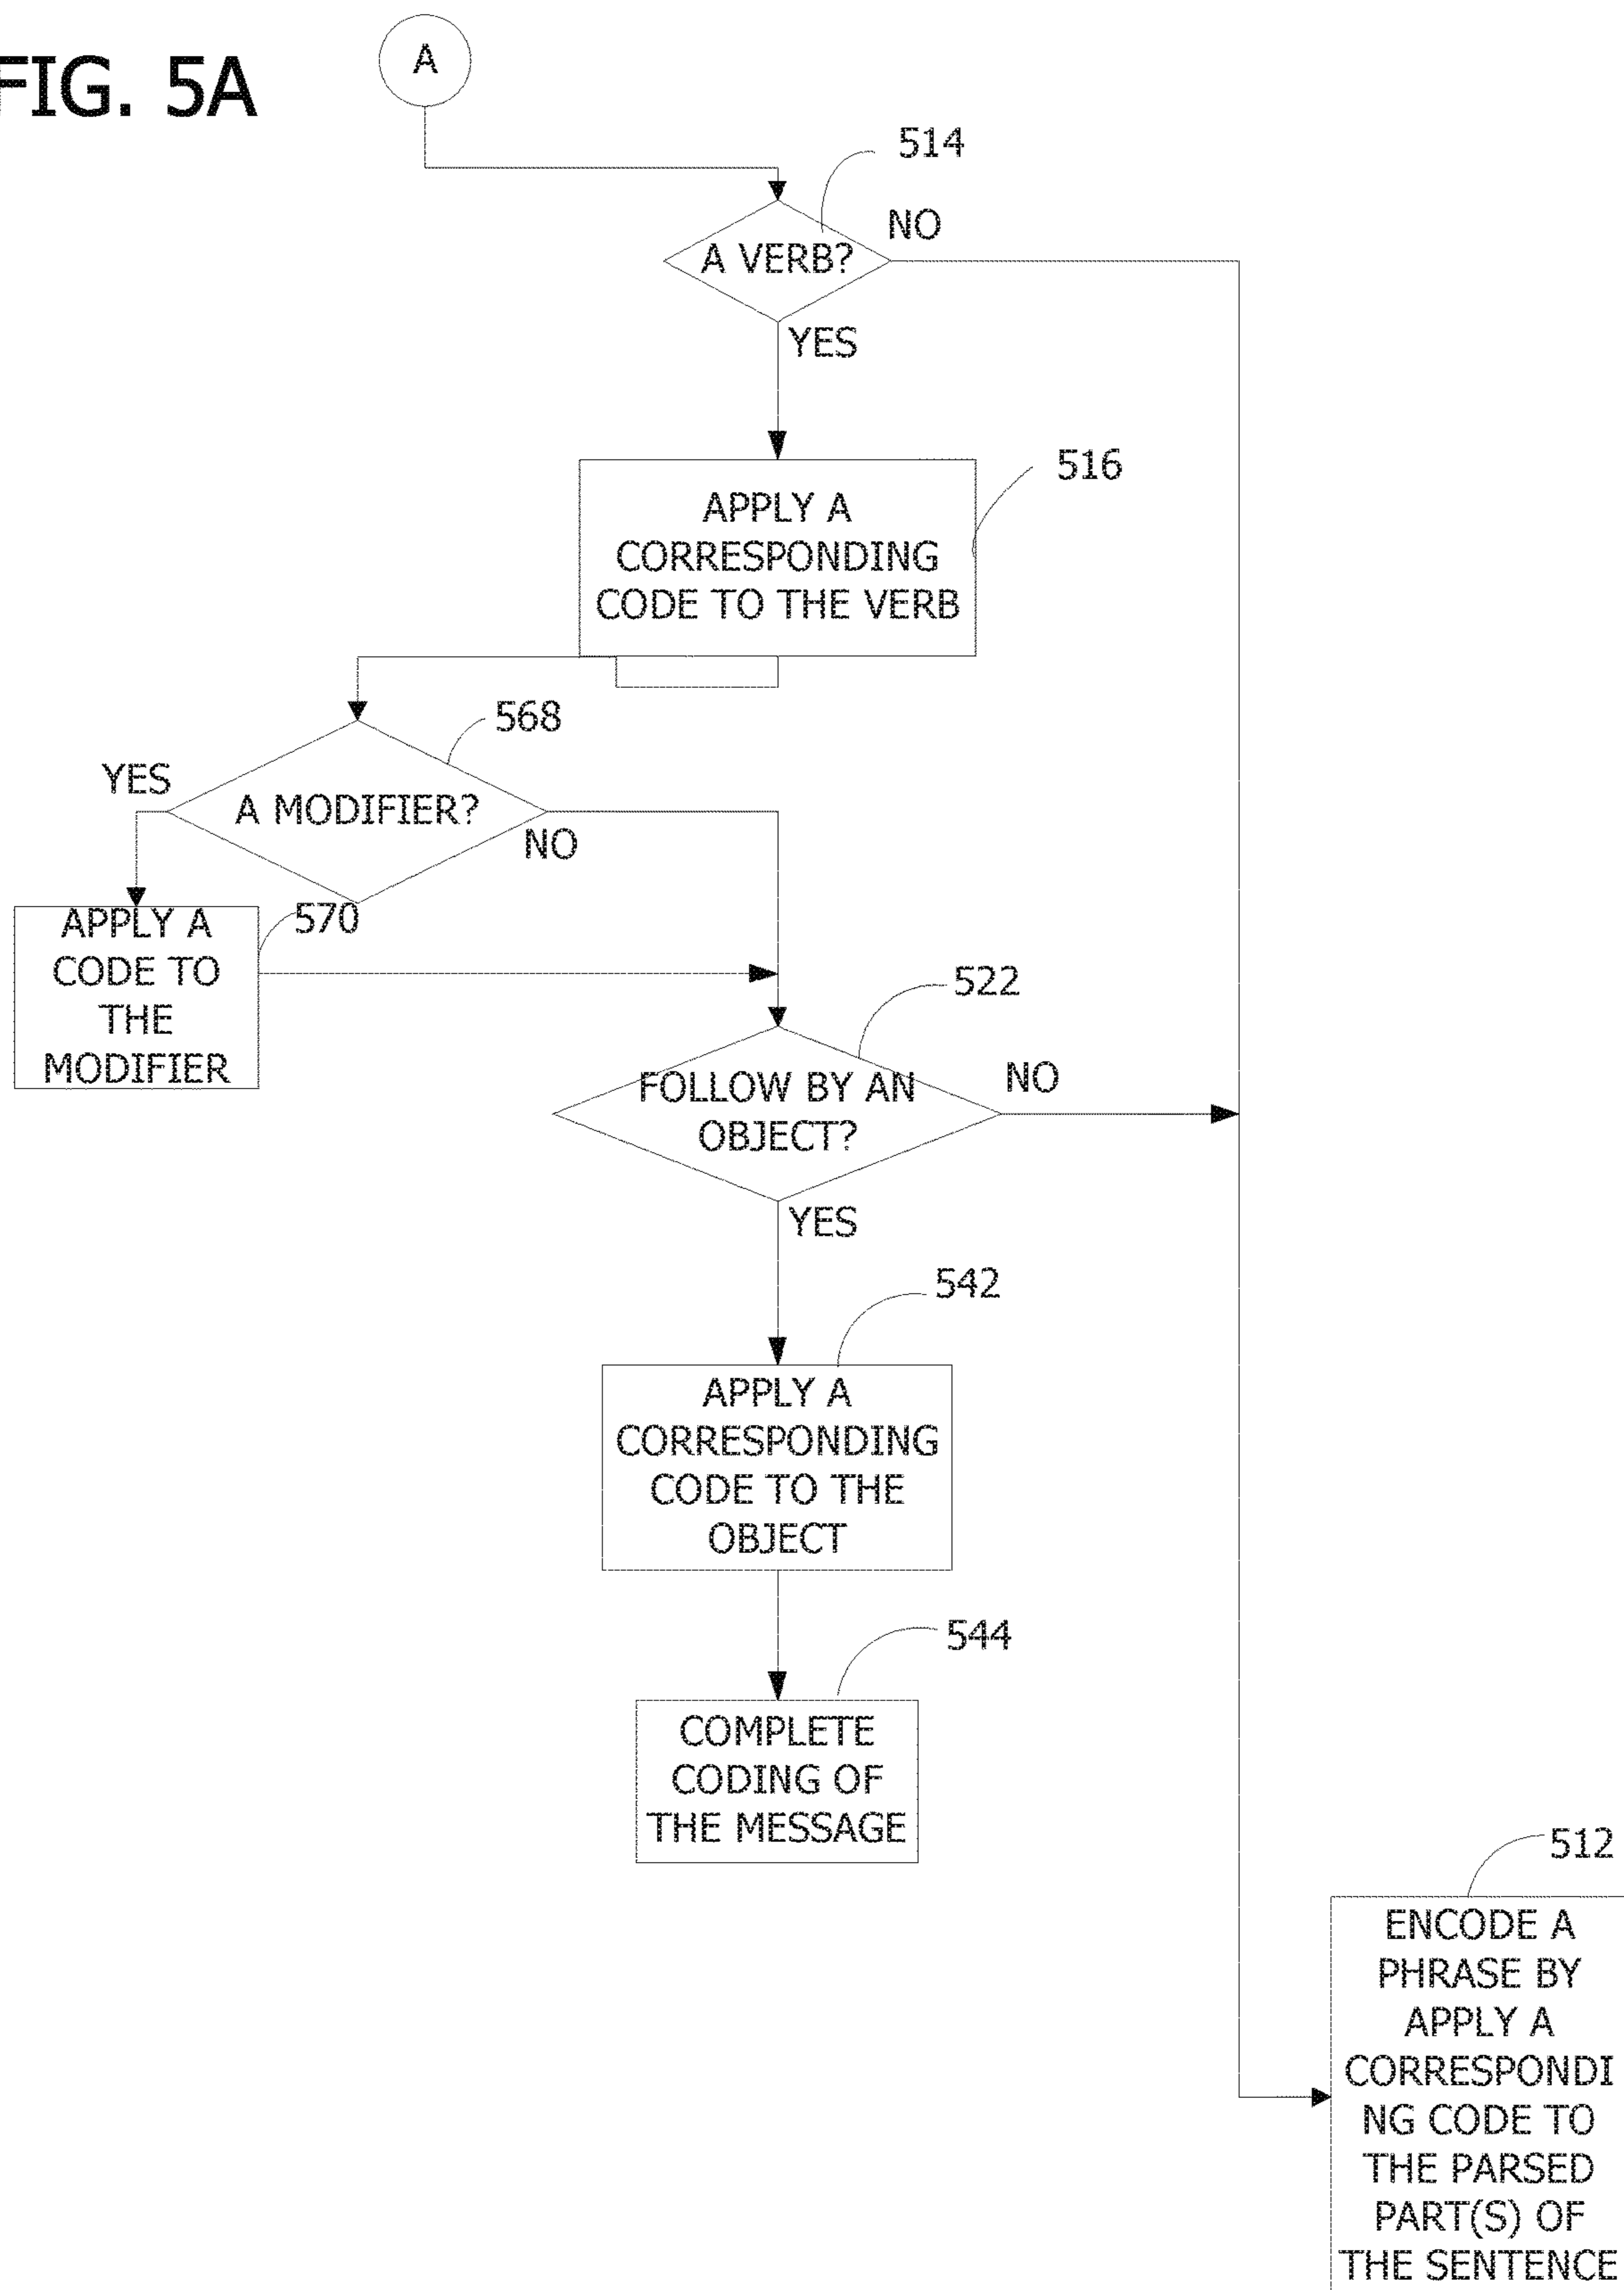 FIG. 5A
A
514
NO
A VERB?
YES
516
APPLY A
CORRESPONDING
CODE TO THE VERB
568
YES
A MODIFIER?
NO
570
APPLY A
CODE TO
THE
MODIFIER
522
FOLLOW BY AN
OBJECT?
NO
YES
542
APPLY A
CORRESPONDING
CODE TO THE
OBJECT
544
COMPLETE
CODING OF
THE MESSAGE
512
ENCODE A
PHRASE BY
APPLY A
CORRESPONDI
NG CODE TO
THE PARSED
PART(S) OF
THE SENTENCE